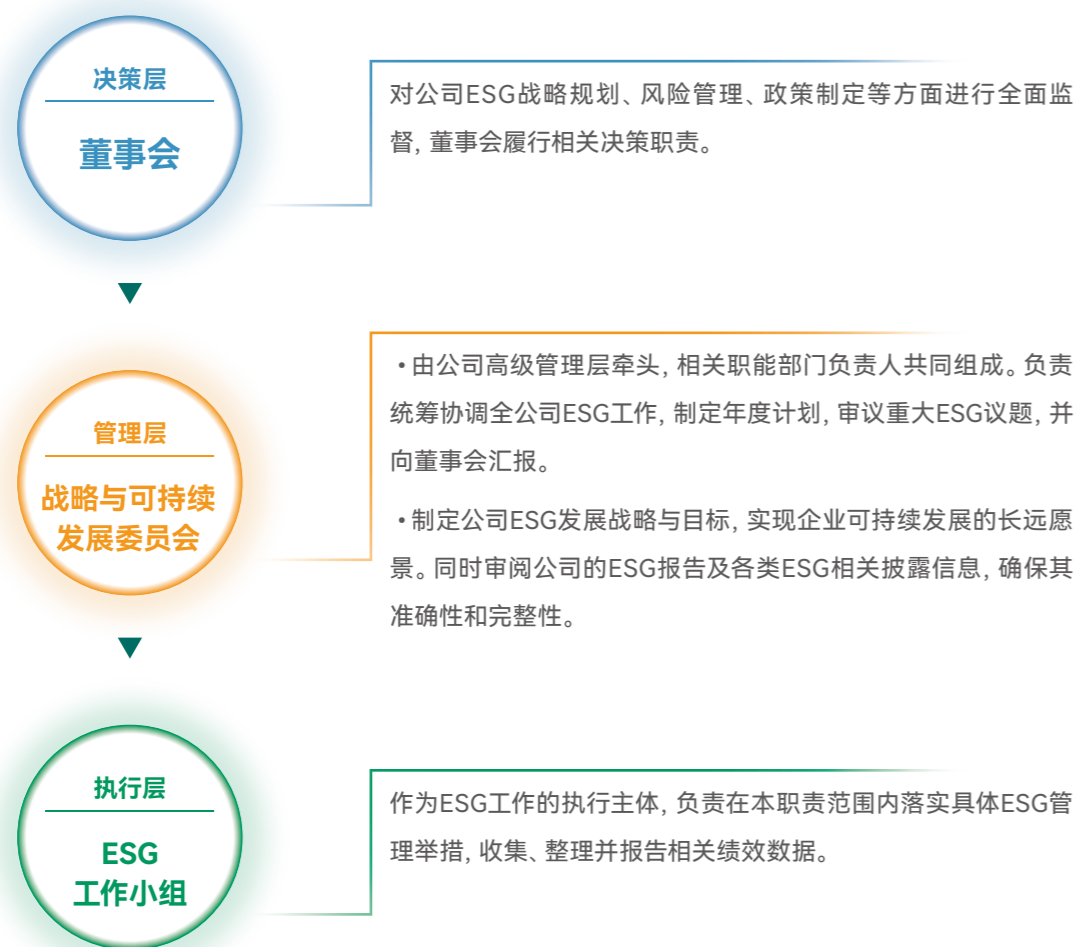 决策层
董事会
对公司ESG战略规划、风险管理、政策制定等方面进行全面监
督, 董事会履行相关决策职责。
管理层
战略与可持续
发展委员会
•由公司高级管理层牵头, 相关职能部门负责人共同组成。负责
统筹协调全公司ESG工作, 制定年度计划, 审议重大ESG议题, 并
向董事会汇报。
•制定公司ESG发展战略与目标, 实现企业可持续发展的长远愿
景。同时审阅公司的ESG报告及各类ESG相关披露信息, 确保其
准确性和完整性。
执行层
ESG
工作小组
作为ESG工作的执行主体, 负责在本职责范围内落实具体ESG管
理举措, 收集、整理并报告相关绩效数据。